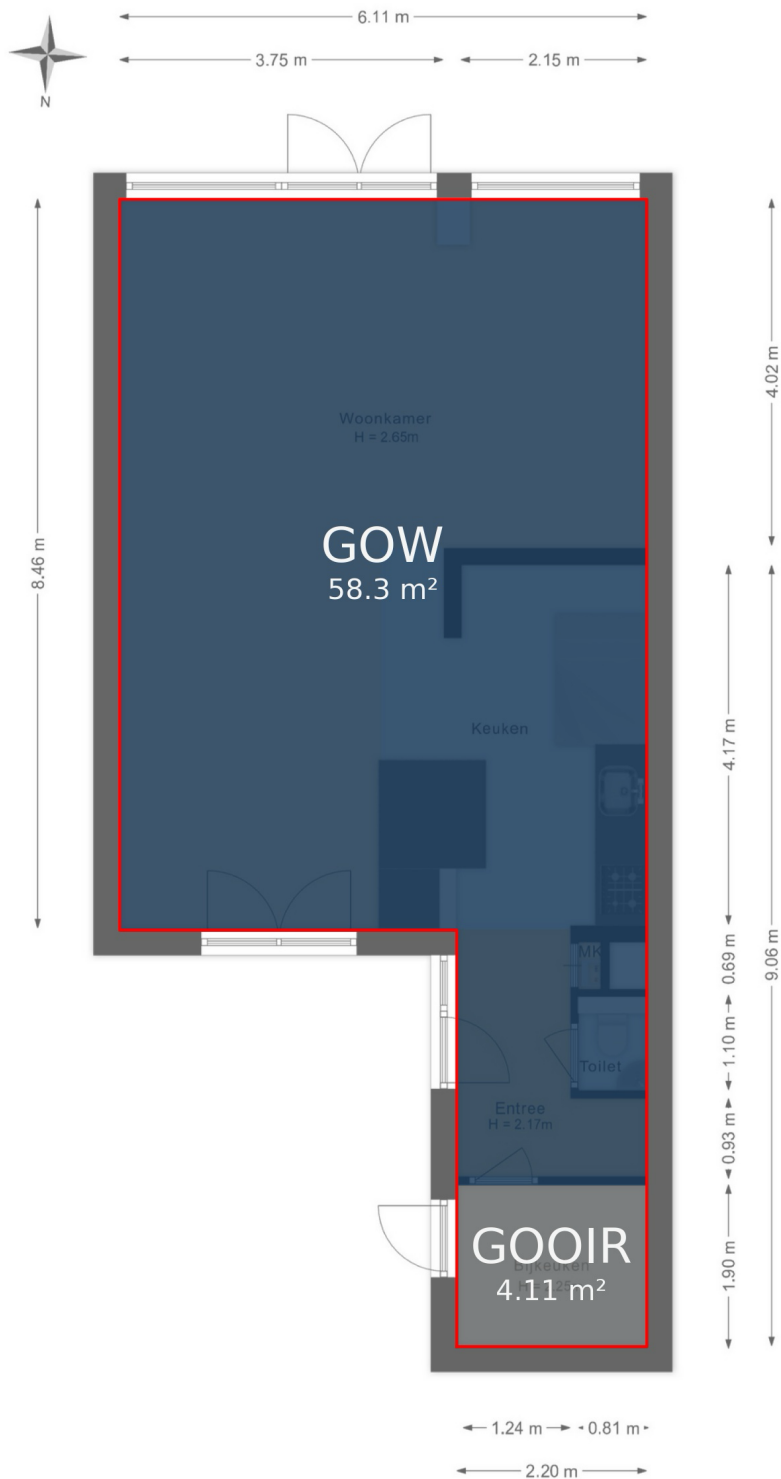 6.11 m
3.75 m
2.15 m
N
4.02 m
Woonkamer
H = 2.65m
GOW
58.3 m²
8.46 m
Keuken
4.17 m
MK
0.69 m
9.06 m
1.10 m
Toilet
Entree
H = 2.17m
0.93 m
GOOIR
Bijkeuken
4.11 m²
1.90 m
1.24 m
0.81 m
2.20 m